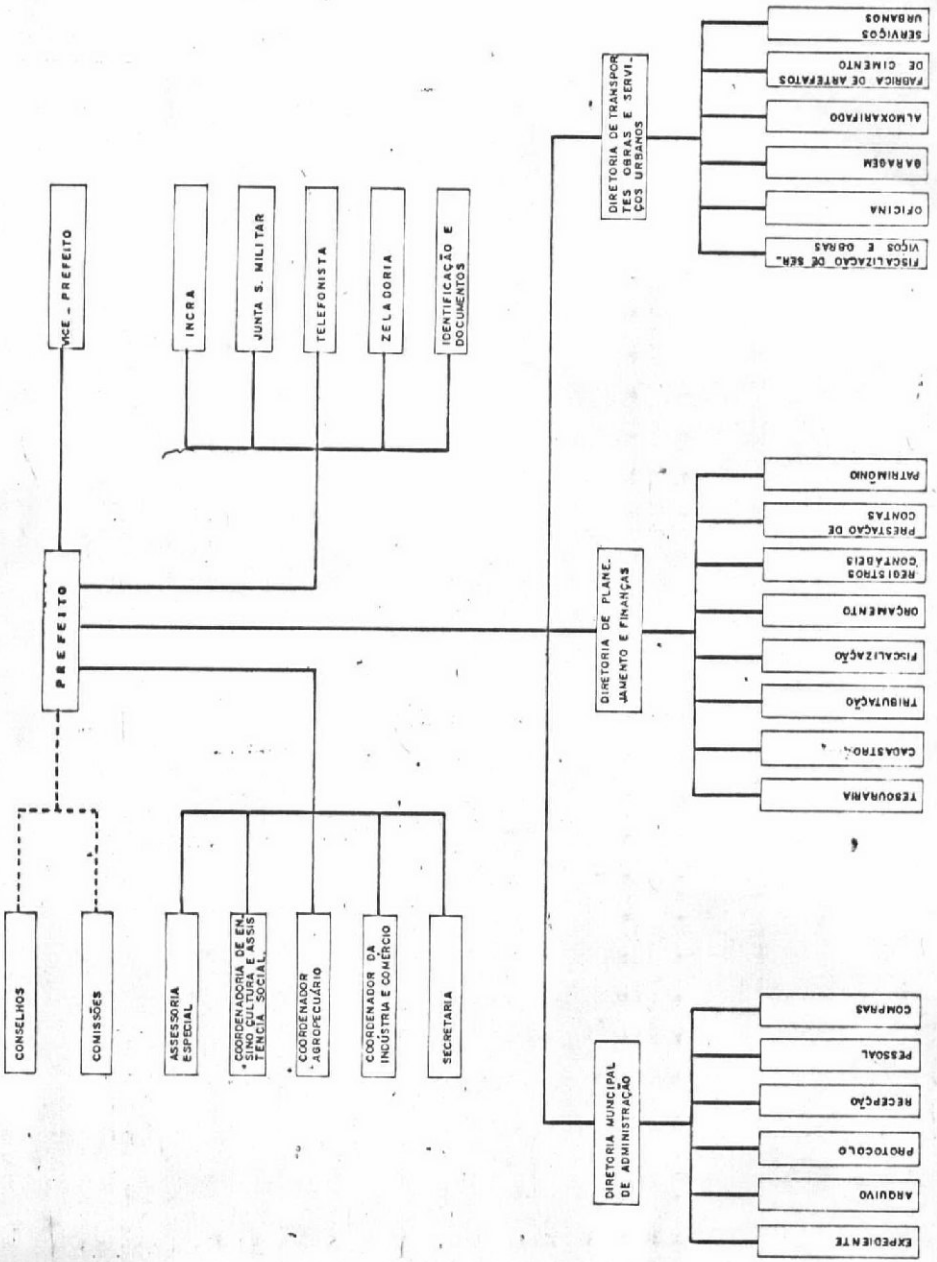 CONSELHOS
COMISSÕES
PREFEITO
VICE - PREFEITO
ASSESSORIA
ESPECIAL
COORDENADORIA DE EN.
SINO CULTURA E ASSIS
TENCIA SOCIAL.
COORDENADOR
AGROPECUÁRIO
COORDENADOR DA
INDÚSTRIA E COMÉRCIO
SECRETARIA
INCRA
JUNTA S. MILITAR
TELEFONISTA
ZELADORIA
IDENTIFICAÇÃO E
DOCUMENTOS
DIRETORIA MUNICIPAL
DE ADMINISTRAÇÃO
DIRETORIA DE PLANE.
JAMENTO E FINANÇAS
DIRETORIA DE TRANSPOR
TES OBRAS E SERVI_
ÇOS URBANOS
EXPEDIENTE
ARQUIVO
PROTOCOLO
RECEPÇÃO
PESSOAL
COMPRAS
TESOURARIA
CADASTRO
TRIBUTAÇÃO
FISCALIZAÇÃO
ORÇAMENTO
REGISTROS
CONTÁBEIS
PRESTAÇÃO DE
CONTAS
PATRIMÔNIO
FISCALIZAÇÃO DE SER_
VIÇOS E OBRAS
OFICINA
GARAGEM
ALMOXARIFADO
FABRICA DE ARTEFATOS
DE CIMENTO
SERVIÇOS
URBANOS